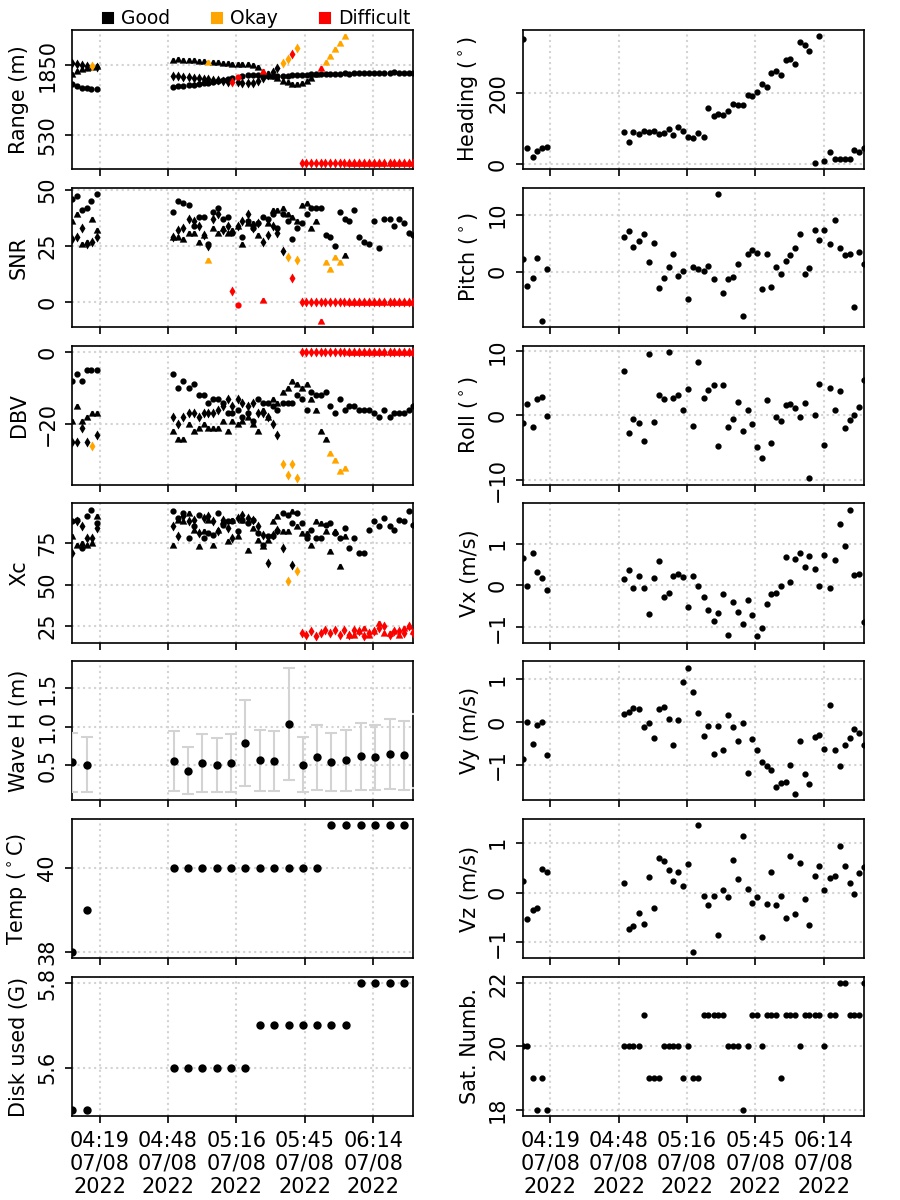 Good Okay Difficult
Range (m)
1850
530
Heading (°)
200
0
SNR
50
25
0
Pitch (°)
10
0
DBV
0
−20
Roll (°)
10
0
−10
Xc
75
50
25
Vx (m/s)
1
0
−1
Wave H (m)
1.5
1.0
0.5
Vy (m/s)
1
0
−1
Temp (°C)
40
38
Vz (m/s)
1
0
−1
Disk used (G)
5.8
5.6
Sat. Numb.
22
20
18
04:19 04:48 05:16 05:45 06:14
07/08 07/08 07/08 07/08 07/08
2022 2022 2022 2022 2022
04:19 04:48 05:16 05:45 06:14
07/08 07/08 07/08 07/08 07/08
2022 2022 2022 2022 2022